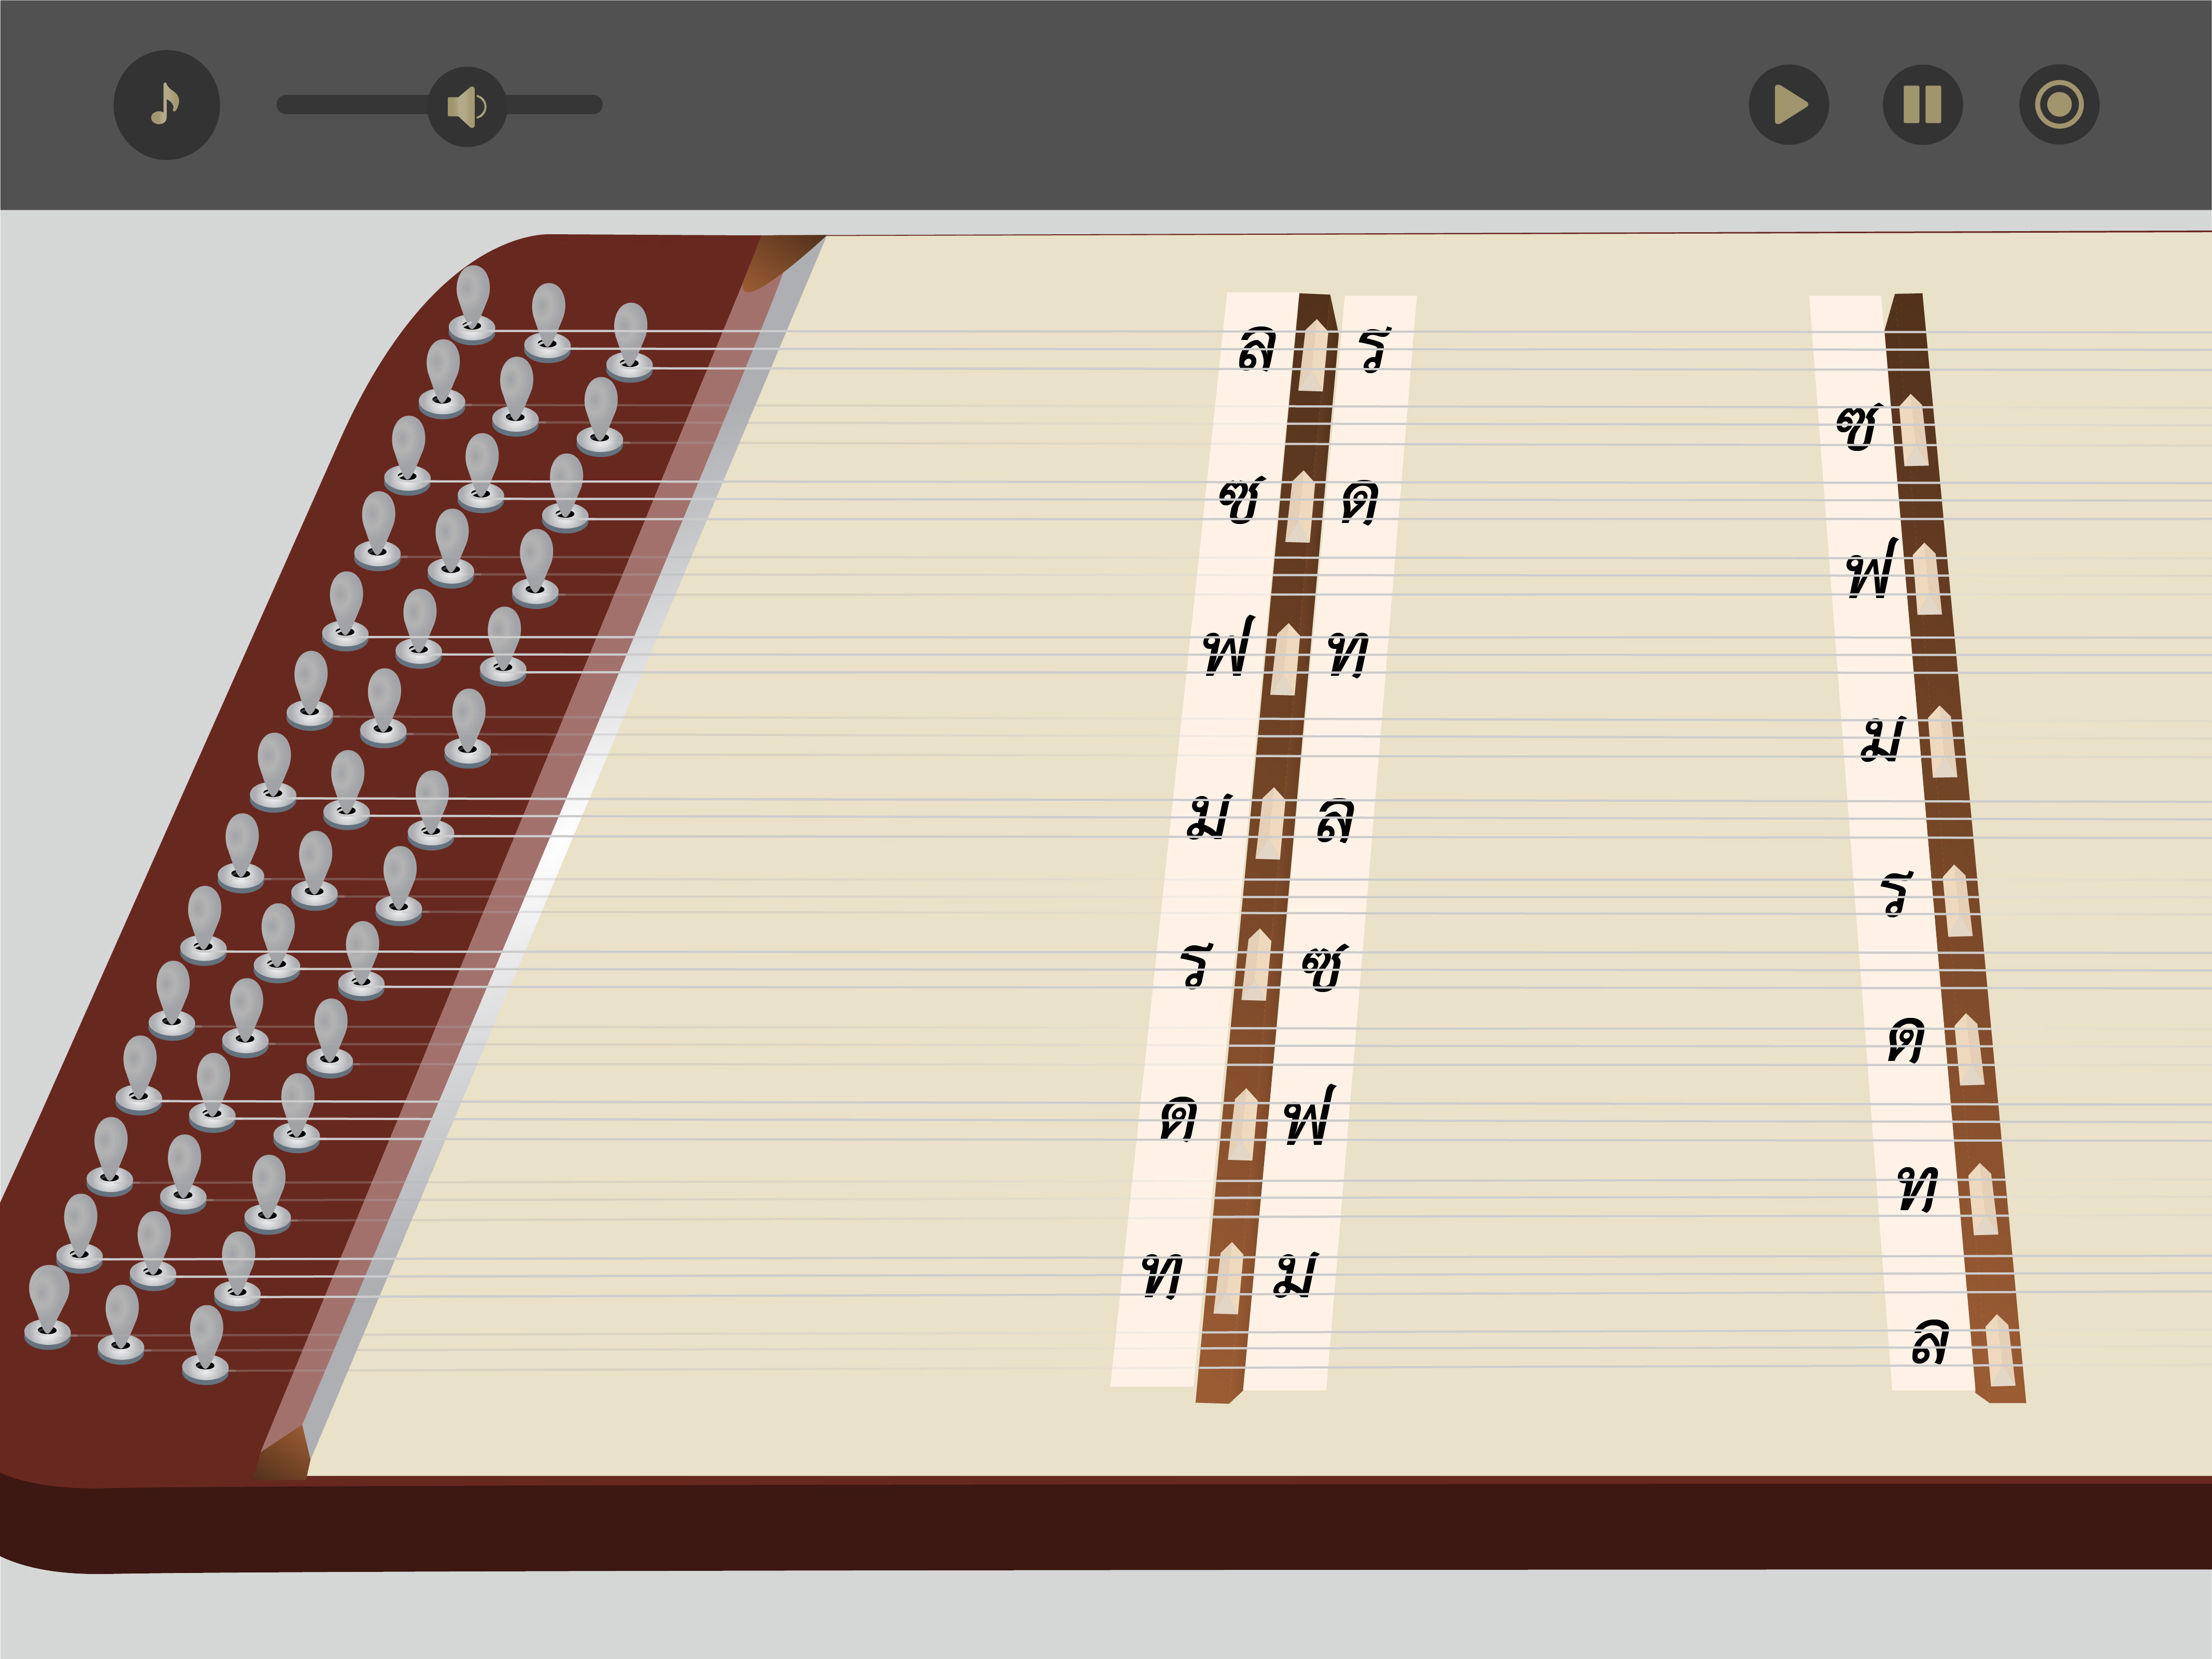 ล ร
ซ
ซ ด
ฟ
ฟ ท
ม
ม ล
ร
ร ซ
ด
ด ฟ
ท
ท ม
ล